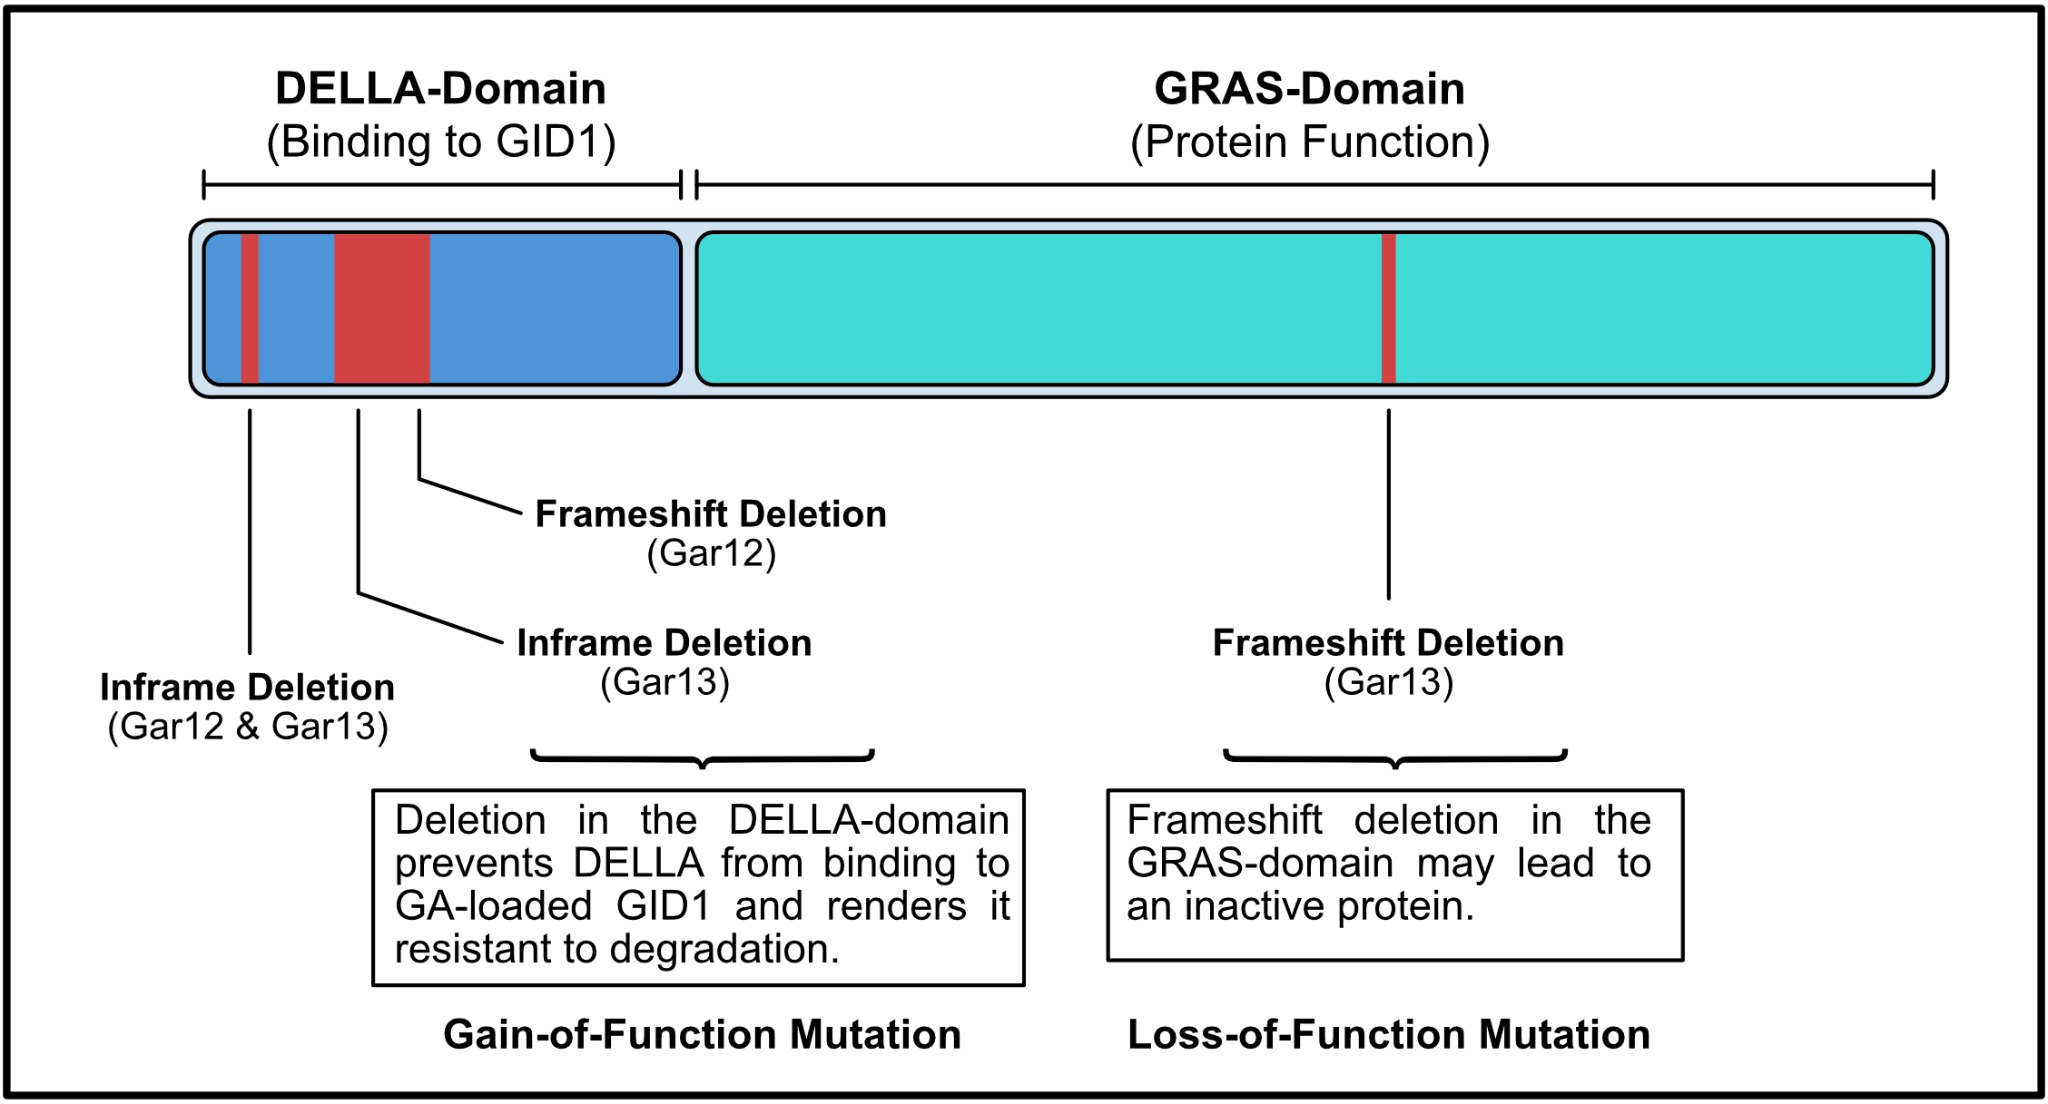 DELLA-Domain
(Binding to GID1)
GRAS-Domain
(Protein Function)
Frameshift Deletion
(Gar12)
Inframe Deletion
(Gar13)
Frameshift Deletion
(Gar13)
Inframe Deletion
(Gar12 & Gar13)
Deletion in the DELLA-domain
prevents DELLA from binding to
GA-loaded GID1 and renders it
resistant to degradation.
Frameshift deletion in the
GRAS-domain may lead to
an inactive protein.
Gain-of-Function Mutation
Loss-of-Function Mutation